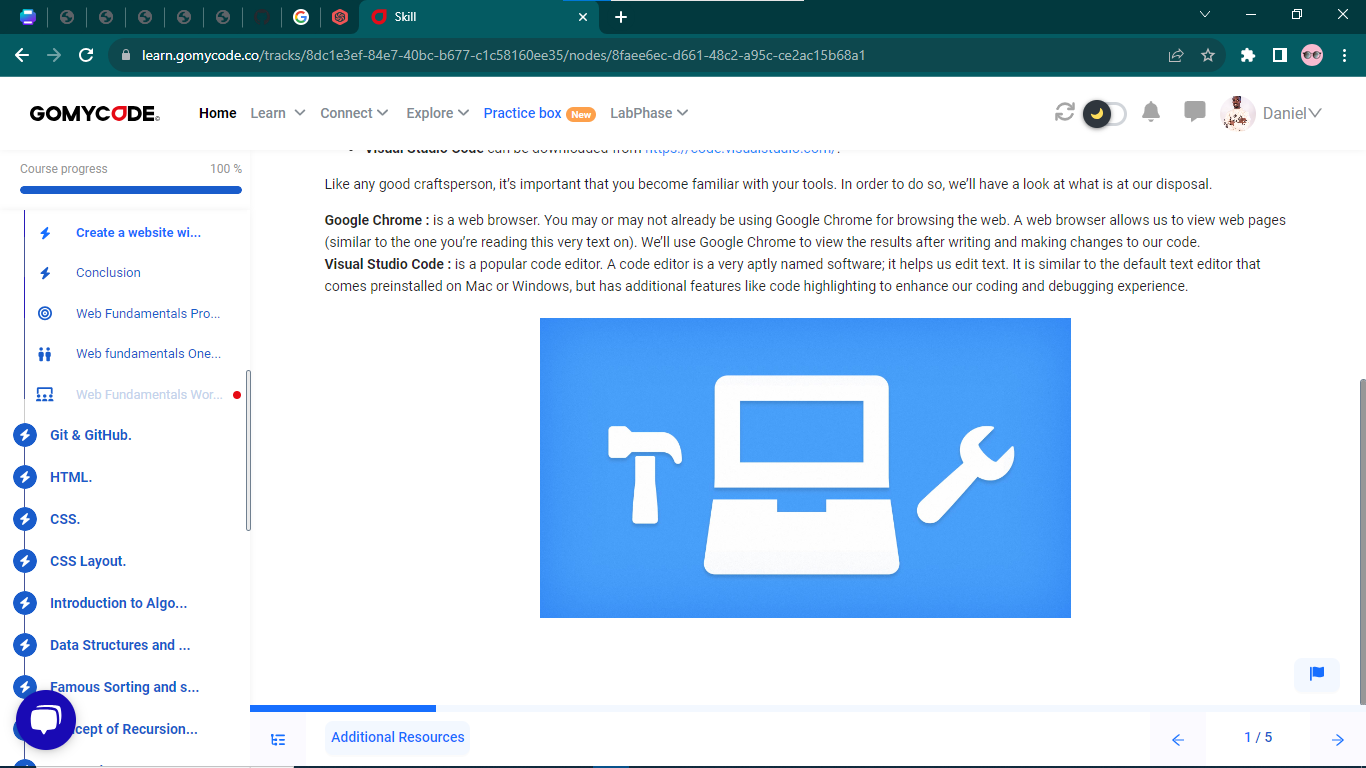 Skill
learn.gomycode.co/tracks/8dc1e3ef-84e7-40bc-b677-c1c58160ee35/nodes/8faee6ec-d661-48c2-a95c-ce2ac15b68a1
GOMYCODE
Home Learn Connect Explore Practice box New LabPhase Daniel
Course progress 100 %
Create a website wi...
Conclusion
Web Fundamentals Pro...
Web fundamentals One...
Web Fundamentals Wor...
Git & GitHub.
HTML.
CSS.
CSS Layout.
Introduction to Algo...
Data Structures and ...
Famous Sorting and s...
cept of Recursion...
Visual Studio Code can be downloaded from https://code.visualstudio.com/ .
Like any good craftsperson, it’s important that you become familiar with your tools. In order to do so, we’ll have a look at what is at our disposal.
Google Chrome : is a web browser. You may or may not already be using Google Chrome for browsing the web. A web browser allows us to view web pages
(similar to the one you’re reading this very text on). We’ll use Google Chrome to view the results after writing and making changes to our code.
Visual Studio Code : is a popular code editor. A code editor is a very aptly named software; it helps us edit text. It is similar to the default text editor that
comes preinstalled on Mac or Windows, but has additional features like code highlighting to enhance our coding and debugging experience.
Additional Resources
1 / 5